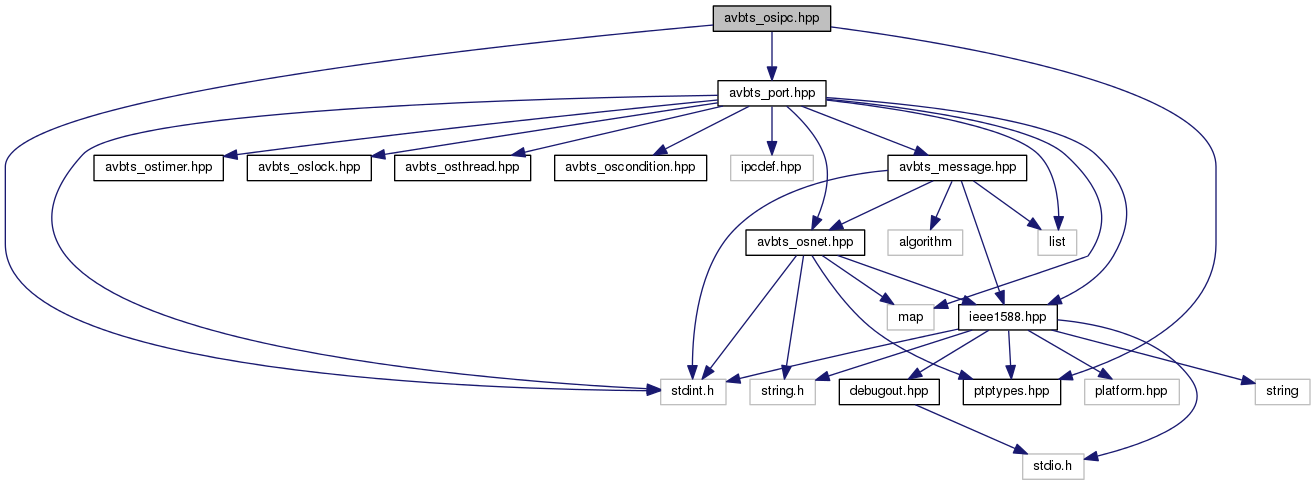 avbts_osipc.hpp
avbts_port.hpp
avbts_ostimer.hpp
avbts_oslock.hpp
avbts_osthread.hpp
avbts_oscondition.hpp
ipcdef.hpp
avbts_message.hpp
avbts_osnet.hpp
algorithm
list
map
ieee1588.hpp
stdint.h
string.h
debugout.hpp
ptptypes.hpp
platform.hpp
string
stdio.h